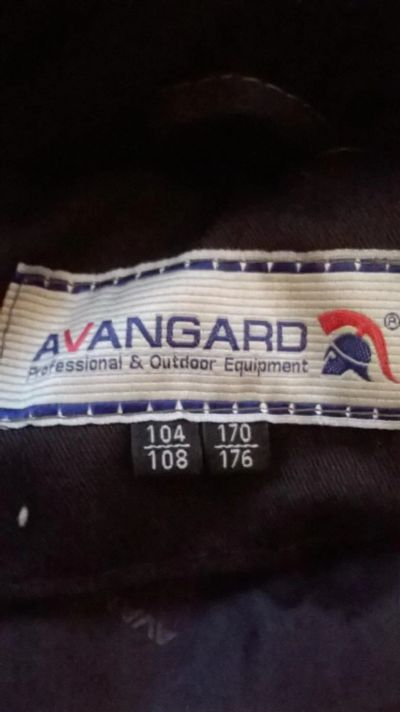 AVANGARD ®
Professional & Outdoor Equipment
104 170
108 176